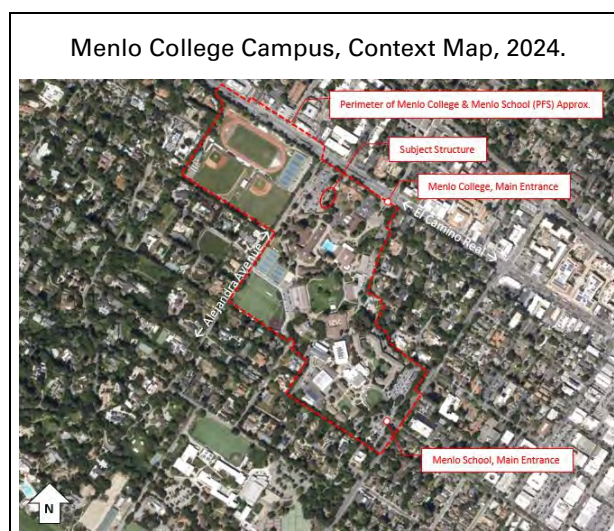 Menlo College Campus, Context Map, 2024.
Perimeter of Menlo College & Menlo School (PFS) Approx.
Subject Structure
Menlo College, Main Entrance
El Camino Real
Alejandra Avenue
Menlo School, Main Entrance
N